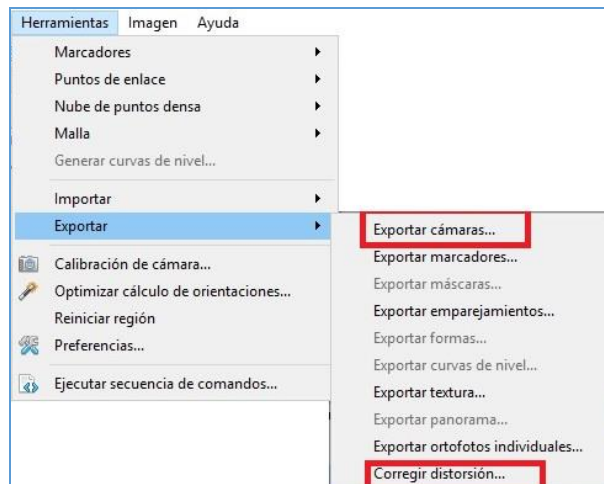 Herramientas Imagen Ayuda
Marcadores
Puntos de enlace
Nube de puntos densa
Malla
Generar curvas de nivel...
Importar
Exportar
Calibración de cámara...
Optimizar cálculo de orientaciones...
Reiniciar región
Preferencias...
Ejecutar secuencia de comandos...
Exportar cámaras...
Exportar marcadores...
Exportar máscaras...
Exportar emparejamientos...
Exportar formas...
Exportar curvas de nivel...
Exportar textura...
Exportar panorama...
Exportar ortofotos individuales...
Corregir distorsión...